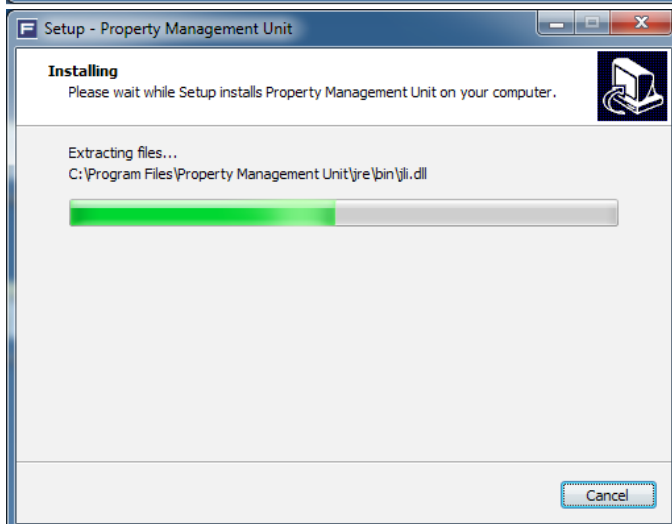 Setup - Property Management Unit
Installing
Please wait while Setup installs Property Management Unit on your computer.
Extracting files...
C:\Program Files\Property Management Unit\jre\bin\jli.dll
Cancel